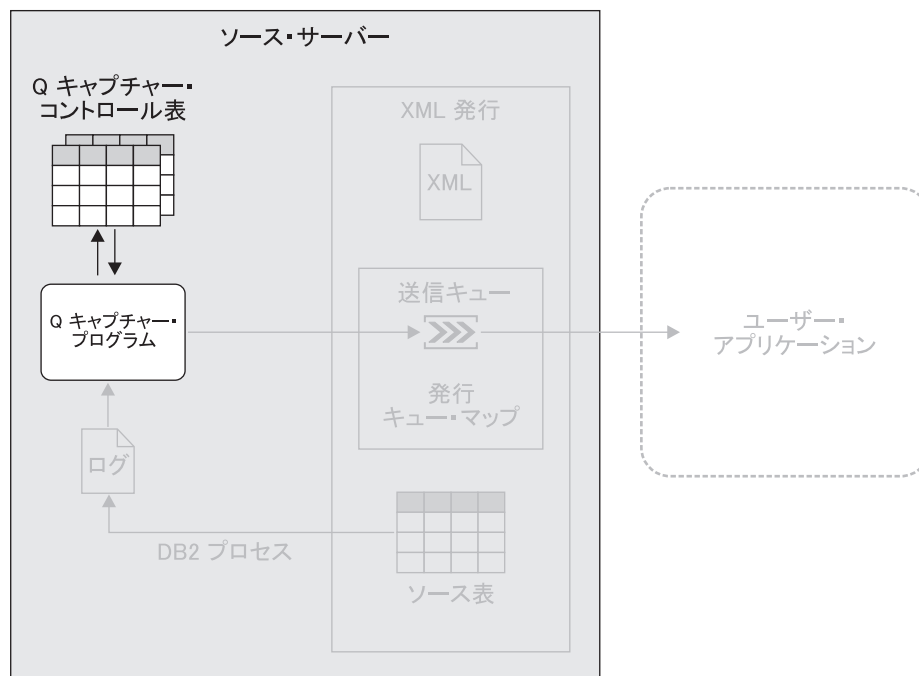 ソース・サーバー
Q キャプチャー・
コントロール表
XML 発行
XML
送信キュー
Q キャプチャー・
プログラム
ユーザー・
アプリケーション
発行
キュー・マップ
ログ
DB2 プロセス
ソース表